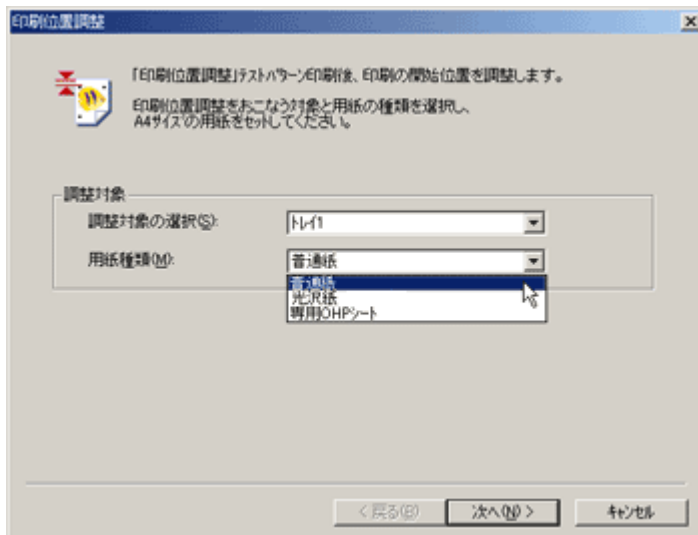 印刷位置調整
「印刷位置調整」テストパターン印刷後、印刷の開始位置を調整します。
印刷位置調整をおこなう対象と用紙の種類を選択し、
A4サイズの用紙をセットしてください。
調整対象
調整対象の選択(S):
トレイ1
用紙種類(M):
普通紙
普通紙
光沢紙
専用OHPシート
< 戻る(B)
次へ(N) >
キャンセル